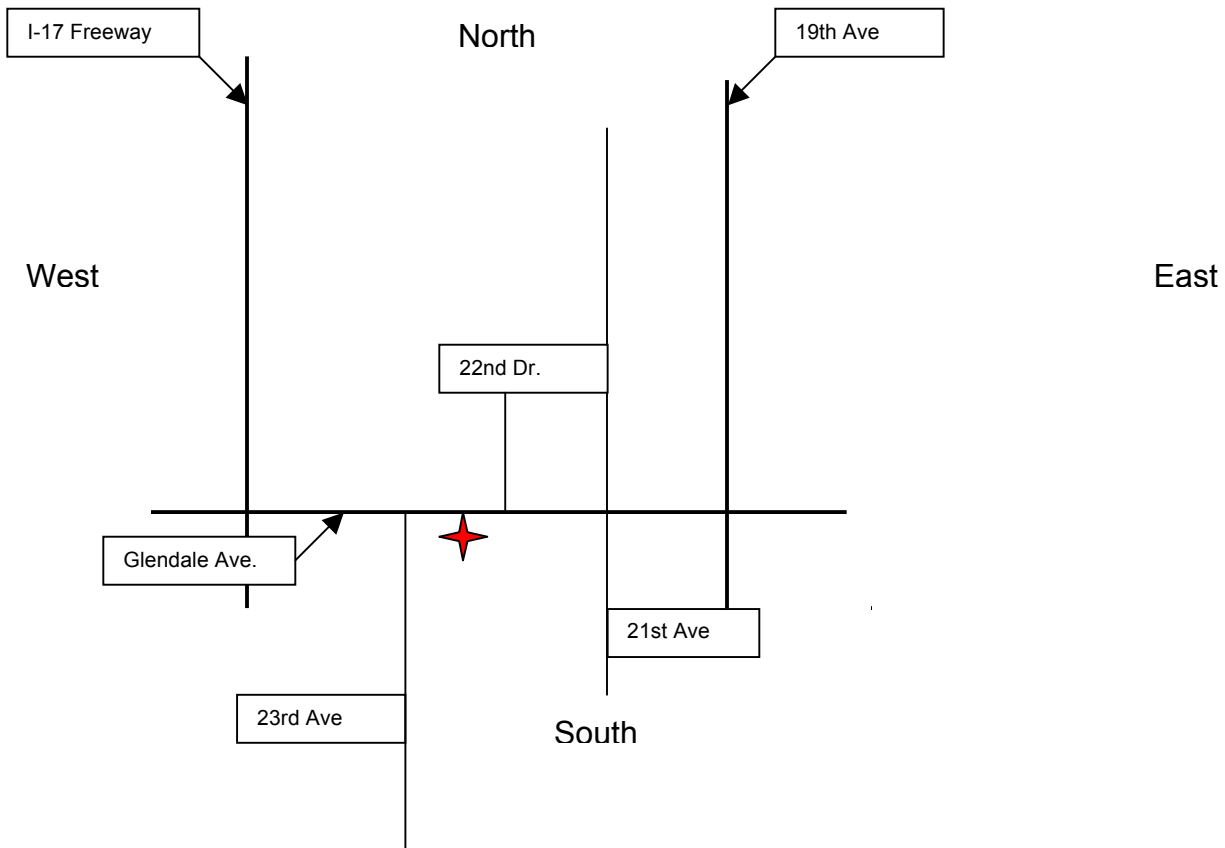 I-17 Freeway
North
19th Ave
West
East
22nd Dr.
Glendale Ave.
21st Ave
23rd Ave
South